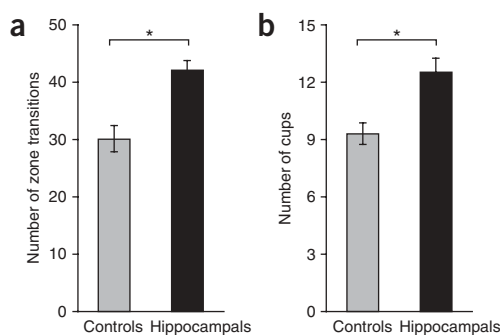 a
Number of zone transitions
50
40
30
20
10
0
*
Controls Hippocampals
b
Number of cups
15
12
9
6
3
0
*
Controls Hippocampals